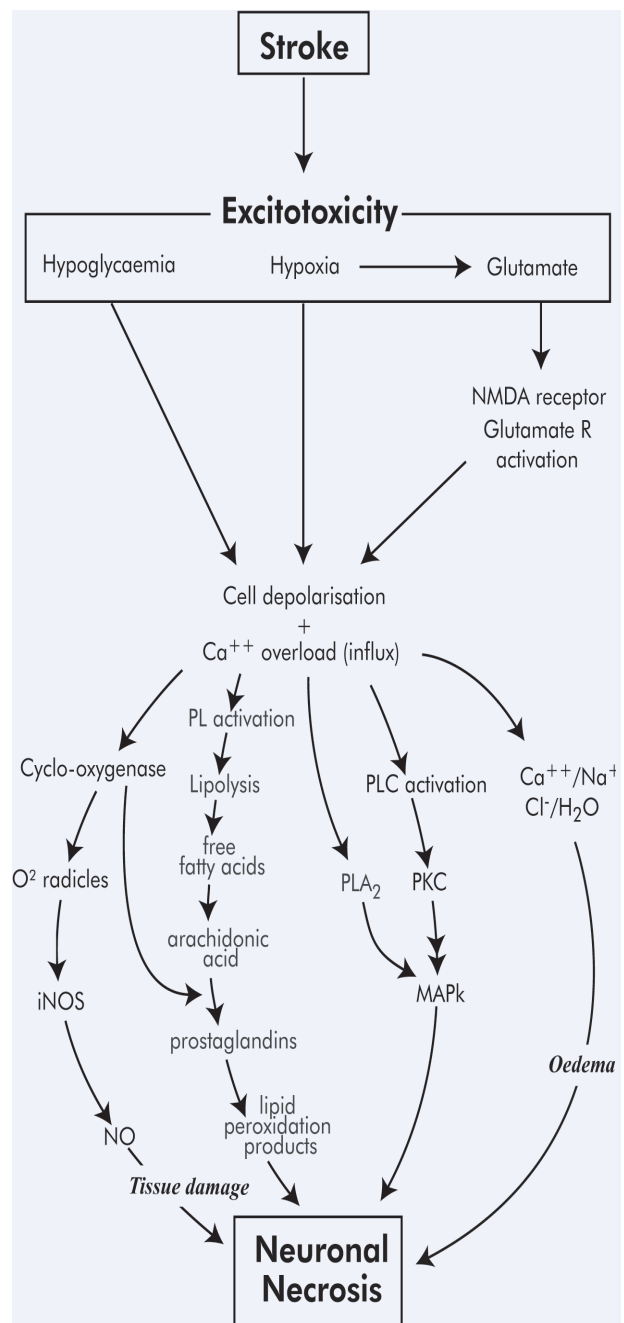 Stroke
Excitotoxicity
Hypoglycaemia
Hypoxia
Glutamate
NMDA receptor
Glutamate R
activation
Cell depolarisation
+
Ca++ overload (influx)
PL activation
Cyclo-oxygenase
Lipolysis
PLC activation
Ca++/Na+
Cl-/H2O
free
fatty acids
O2 radicles
PLA2
PKC
arachidonic
acid
iNOS
MAPk
prostaglandins
Oedema
lipid
peroxidation
products
NO
Tissue damage
Neuronal
Necrosis